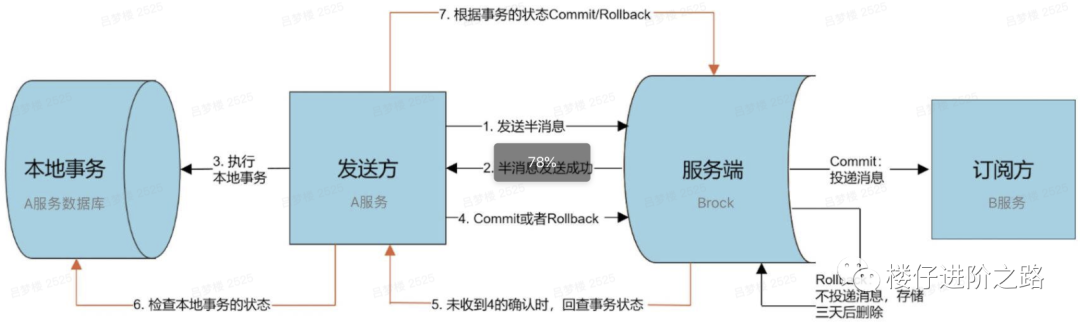 7. 根据事务的状态Commit/Rollback
本地事务
A服务数据库
3. 执行
本地事务
发送方
A服务
1. 发送半消息
2. 半消息发送成功
78%
4. Commit或者Rollback
服务端
Brock
Commit：
投递消息
订阅方
B服务
6. 检查本地事务的状态
5. 未收到4的确认时，回查事务状态
不投递消息，存储
三天后删除
楼仔进阶之路
吕梦楼 2525